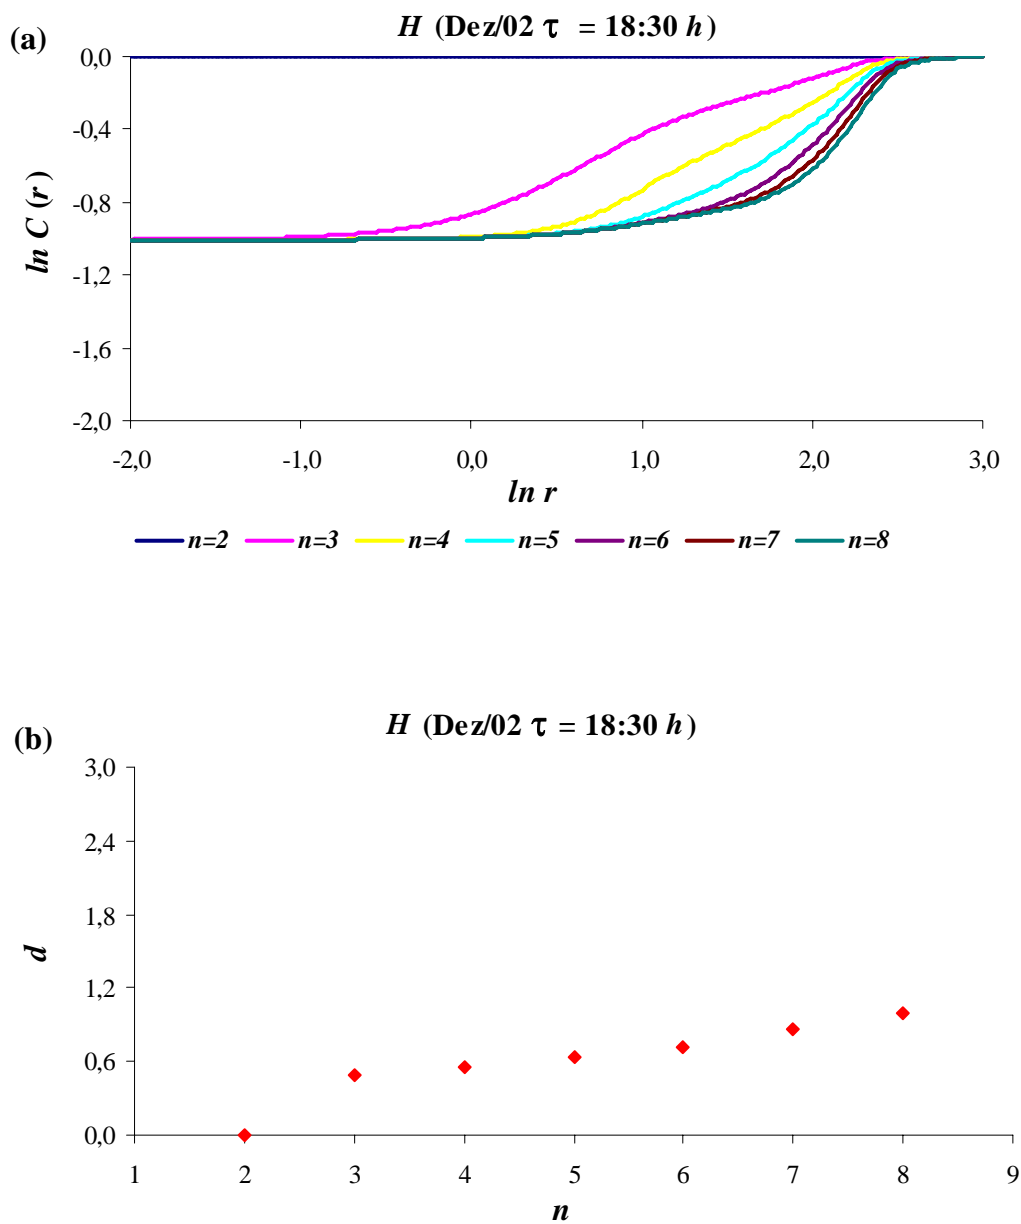 (a)
H (Dez/02 τ = 18:30 h)
0,0
-0,4
-0,8
-1,2
-1,6
-2,0
ln C (r)
-2,0 -1,0 0,0 1,0 2,0 3,0
ln r
n=2 n=3 n=4 n=5 n=6 n=7 n=8
(b)
H (Dez/02 τ = 18:30 h)
3,0
2,4
1,8
1,2
0,6
0,0
d
1 2 3 4 5 6 7 8 9
n